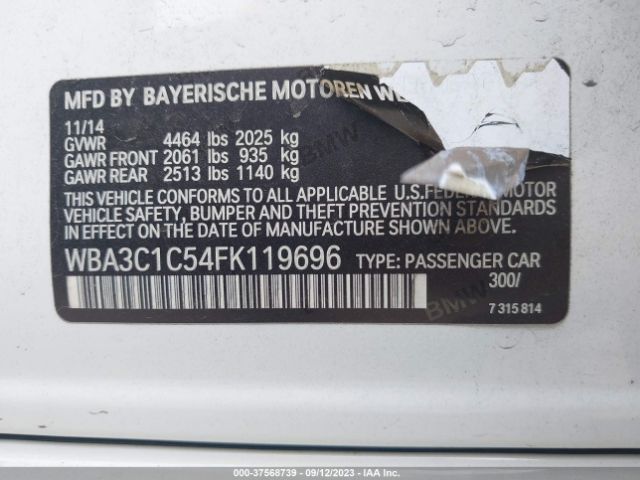 MFD BY BAYERISCHE MOTOREN WE
11/14
GVWR 4464 lbs 2025 kg
GAWR FRONT 2061 lbs 935 kg
GAWR REAR 2513 lbs 1140 kg
THIS VEHICLE CONFORMS TO ALL APPLICABLE U.S. FEDE MOTOR
VEHICLE SAFETY, BUMPER AND THEFT PREVENTION STANDARDS
IN EFFECT ON THE DATE OF MANUFACTURE SHOWN ABOVE.
WBA3C1C54FK119696 TYPE: PASSENGER CAR
300/
7 315 814
BMW
BMW
000-37568739 - 09/12/2023 - IAA Inc.